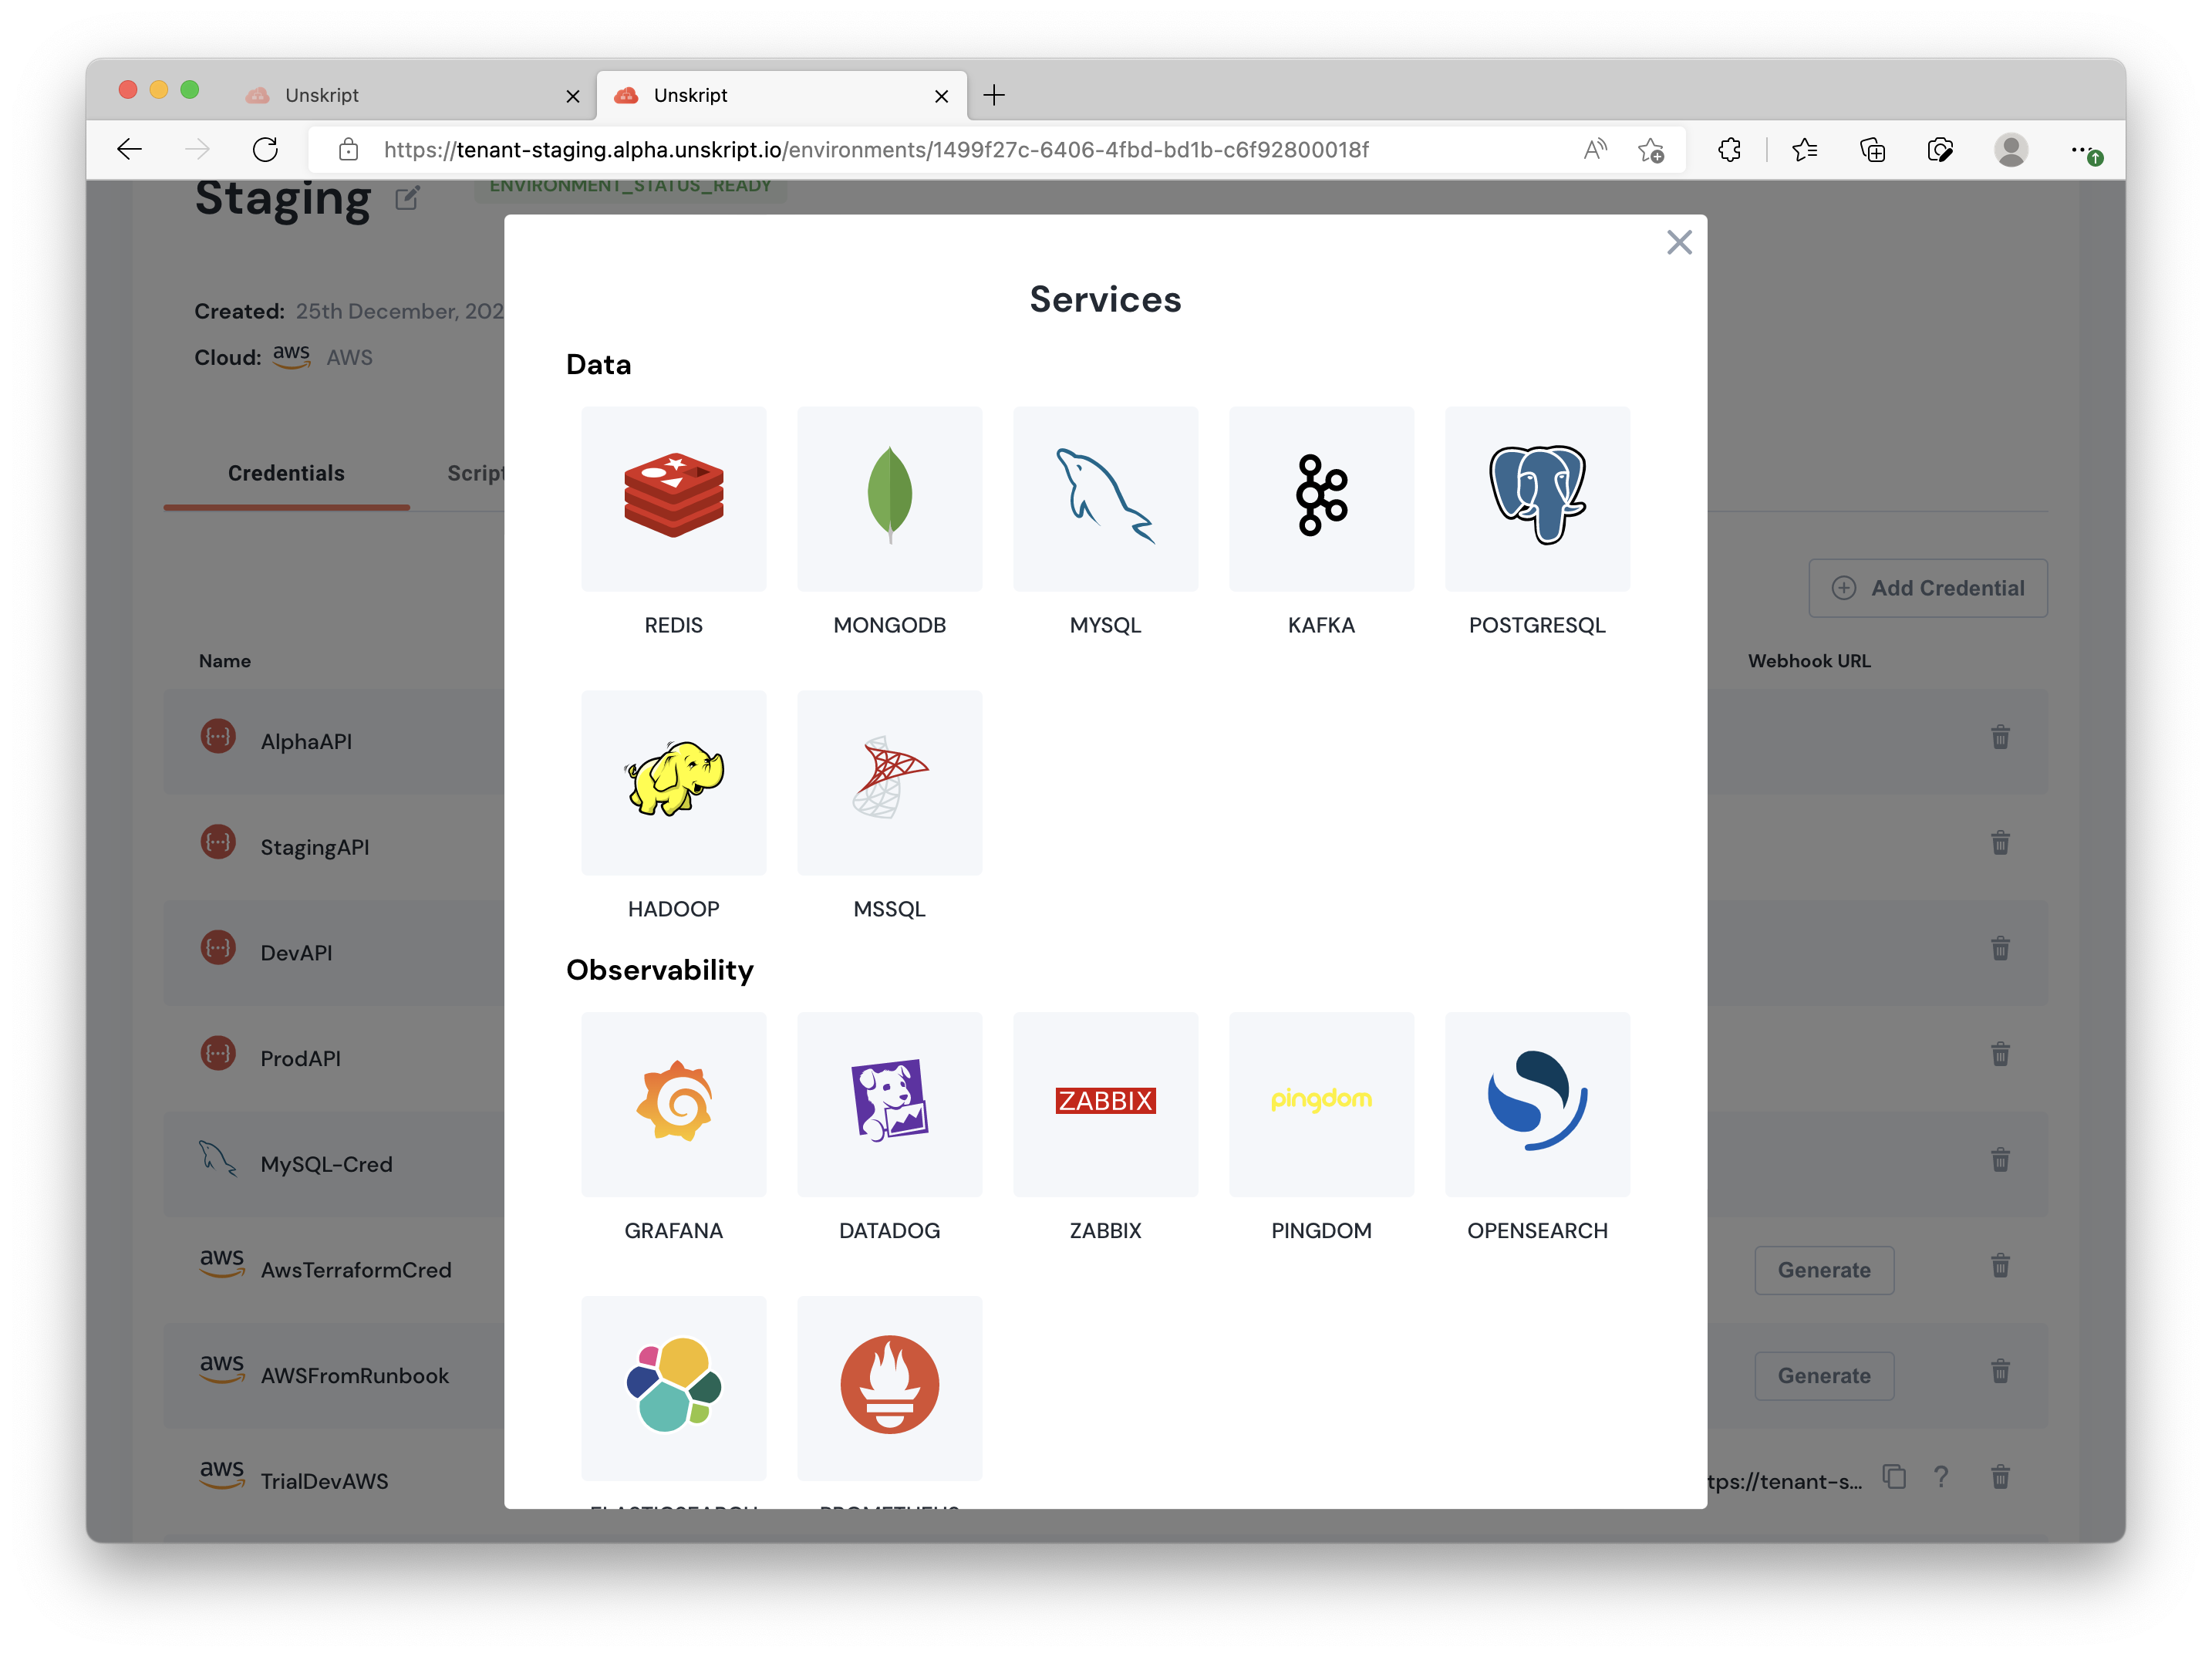 Unskript
Unskript
https://tenant-staging.alpha.unskript.io/environments/1499f27c-6406-4fbd-bd1b-c6f92800018f
Staging
ENVIRONMENT_STATUS_READY
Created: 25th December, 202
Cloud: aws AWS
Credentials
Script
Add Credential
Name
Webhook URL
AlphaAPI
StagingAPI
DevAPI
ProdAPI
MySQL-Cred
aws AwsTerraformCred
Generate
aws AWSFromRunbook
Generate
aws TrialDevAWS
tps://tenant-s...
Services
Data
REDIS
MONGODB
MYSQL
KAFKA
POSTGRESQL
HADOOP
MSSQL
Observability
ZABBIX
pingdom
GRAFANA
DATADOG
ZABBIX
PINGDOM
OPENSEARCH
ELASTICSEARCH
PROMETHEUS